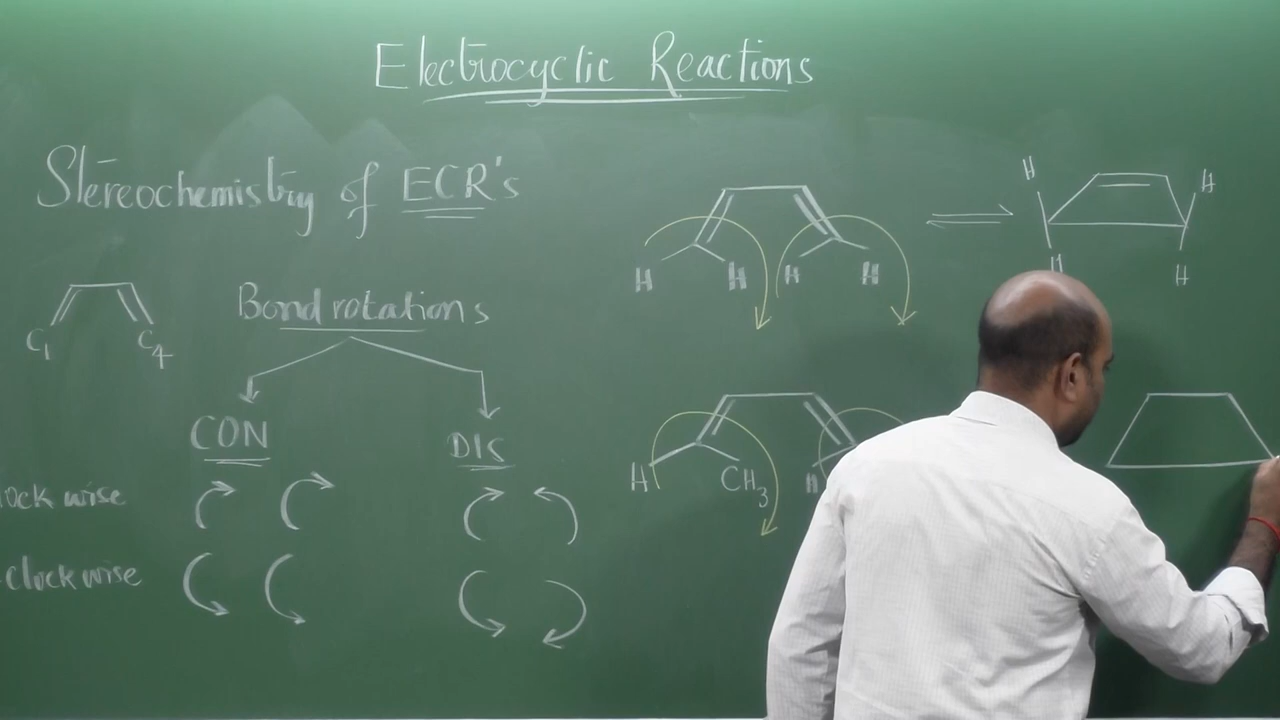 Electrocyclic Reactions
Stereochemistry of ECR's
C1 C4
Bond rotations
CON DIS
ock wise
clock wise
H H H H
H H
H H
H CH3 H